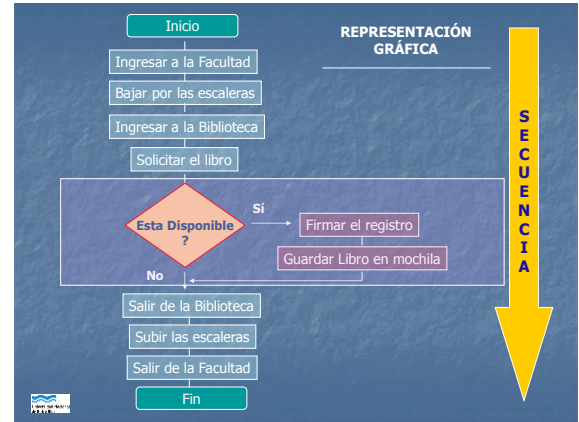 Inicio
REPRESENTACIÓN
GRÁFICA
Ingresar a la Facultad
Bajar por las escaleras
Ingresar a la Biblioteca
Solicitar el libro
Esta Disponible
?
Sí
Firmar el registro
Guardar Libro en mochila
No
Salir de la Biblioteca
Subir las escaleras
Salir de la Facultad
Fin
SECUENCIA